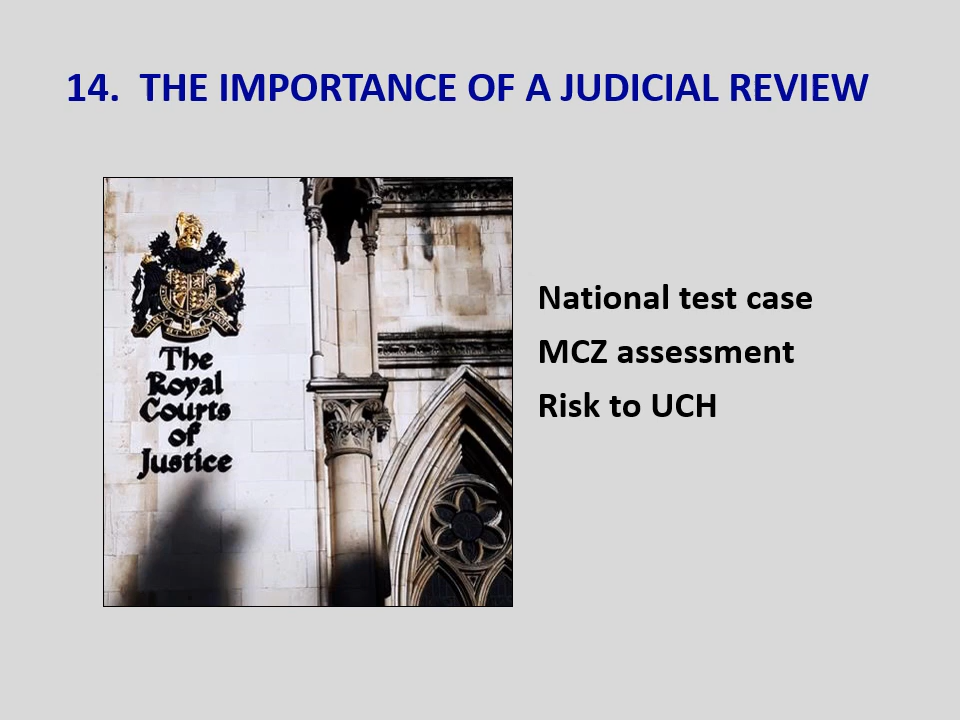 14. THE IMPORTANCE OF A JUDICIAL REVIEW
The
Royal
Courts
of
Justice
National test case
MCZ assessment
Risk to UCH